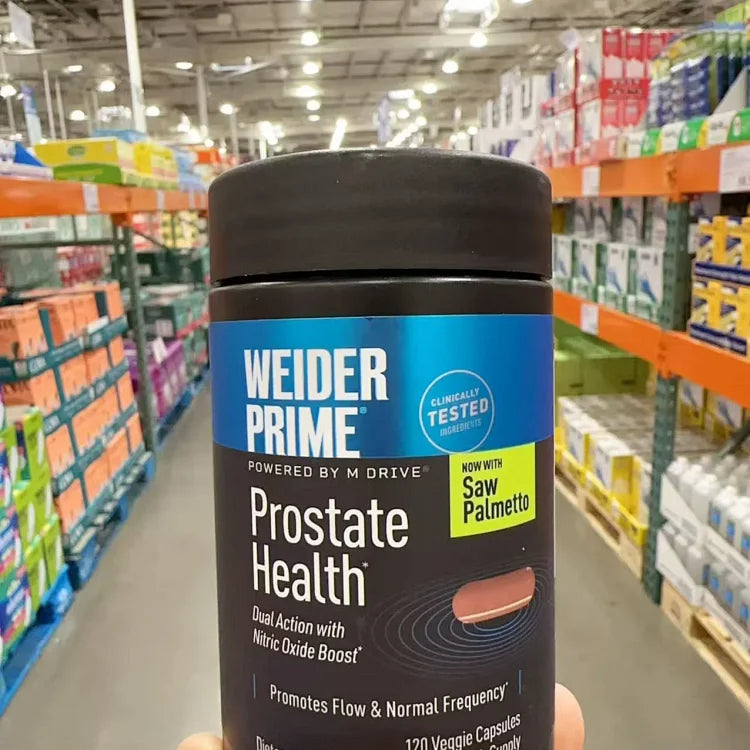 WEIDER
PRIME®
CLINICALLY
TESTED
INGREDIENTS
POWERED BY M DRIVE®
NOW WITH
Saw
Palmetto
Prostate
Health*
Dual Action with
Nitric Oxide Boost*
Promotes Flow & Normal Frequency*
120 Veggie Capsules
Supply